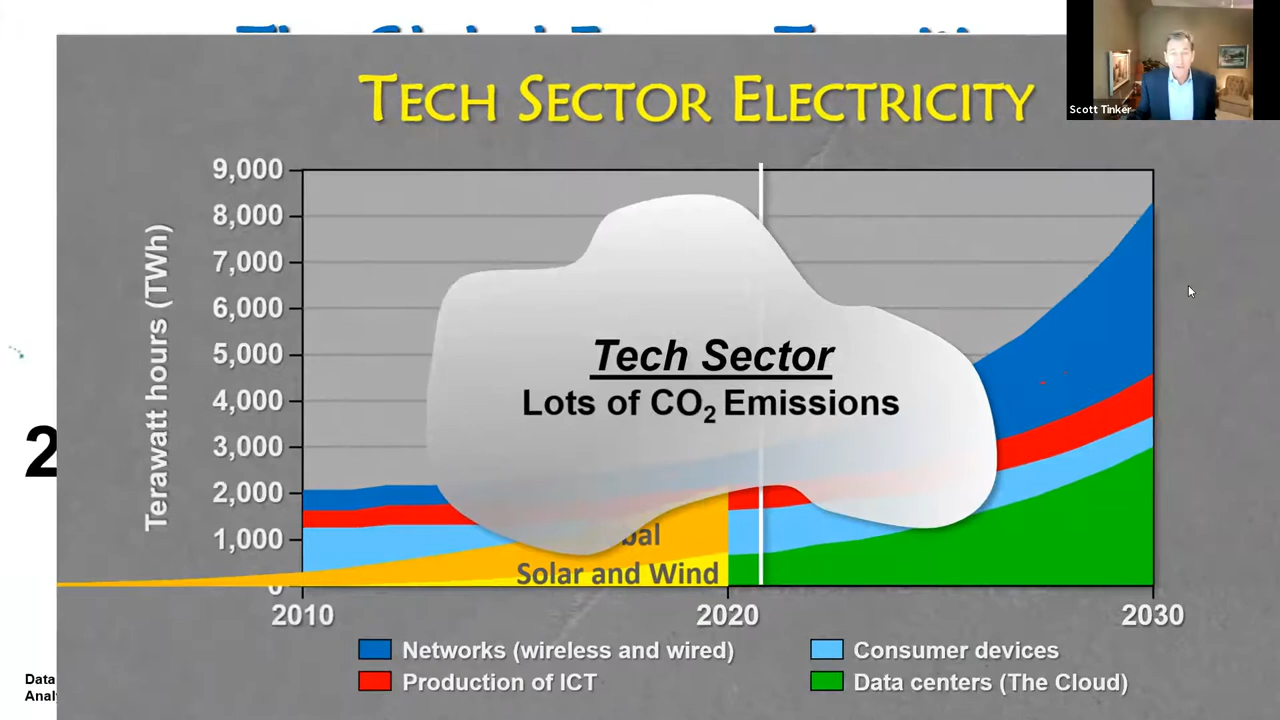 TECH SECTOR ELECTRICITY
Scott Tinker
Terawatt hours (TWh)
9,000
8,000
7,000
6,000
5,000
4,000
3,000
2,000
1,000
0
Tech Sector
Lots of CO₂ Emissions
Solar and Wind
2010
2020
2030
Networks (wireless and wired)
Consumer devices
Production of ICT
Data centers (The Cloud)
2
Data